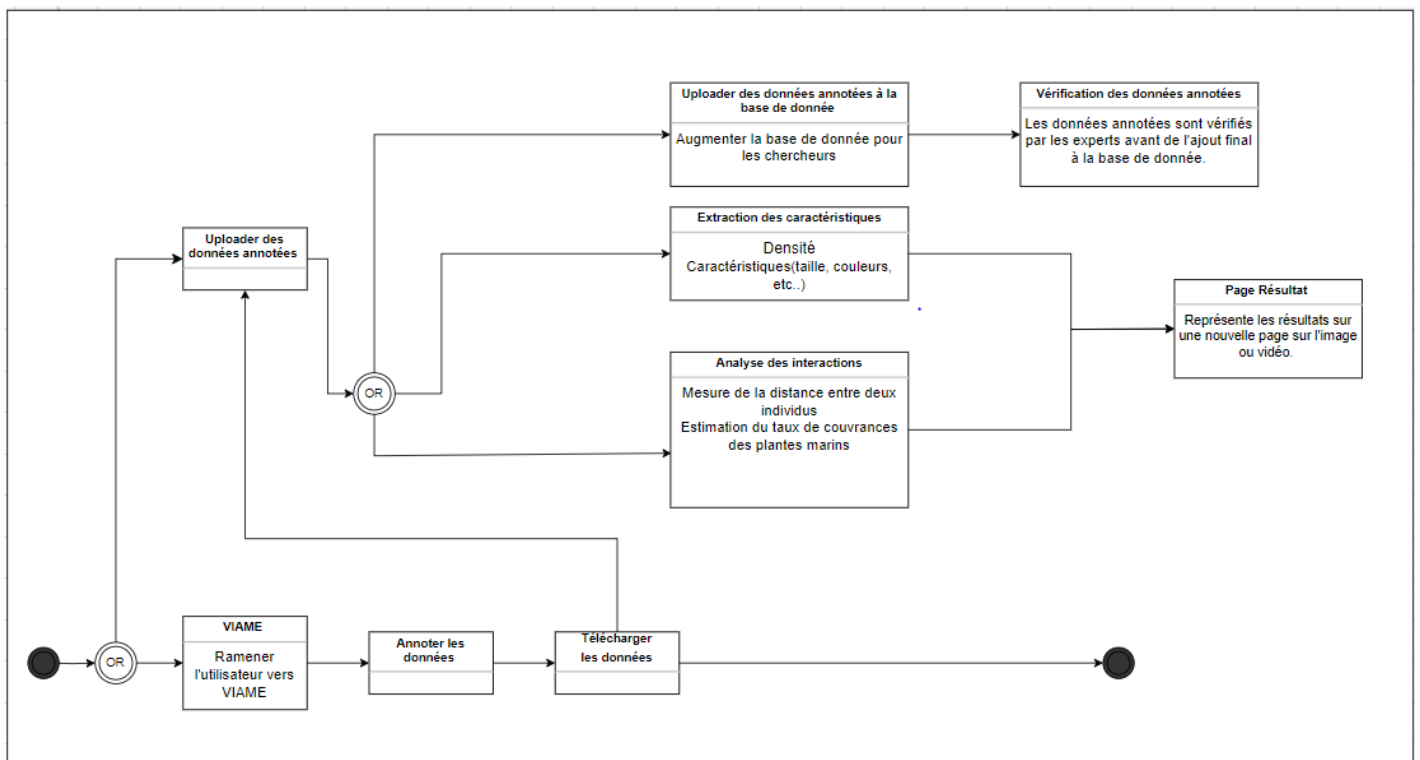 Uploader des données annotées à la
base de donnée
Augmenter la base de donnée pour
les chercheurs
Vérification des données annotées
Les données annotées sont vérifiés
par les experts avant de l'ajout final
à la base de donnée.
Uploader des
données annotées
Extraction des caractéristiques
Densité
Caractéristiques(taille, couleurs,
etc..)
Page Résultat
Représente les résultats sur
une nouvelle page sur l'image
ou vidéo.
OR
Analyse des interactions
Mesure de la distance entre deux
individus
Estimation du taux de couvrances
des plantes marins
OR
VIAME
Ramener
l'utilisateur vers
VIAME
Annoter les
données
Télécharger
les données